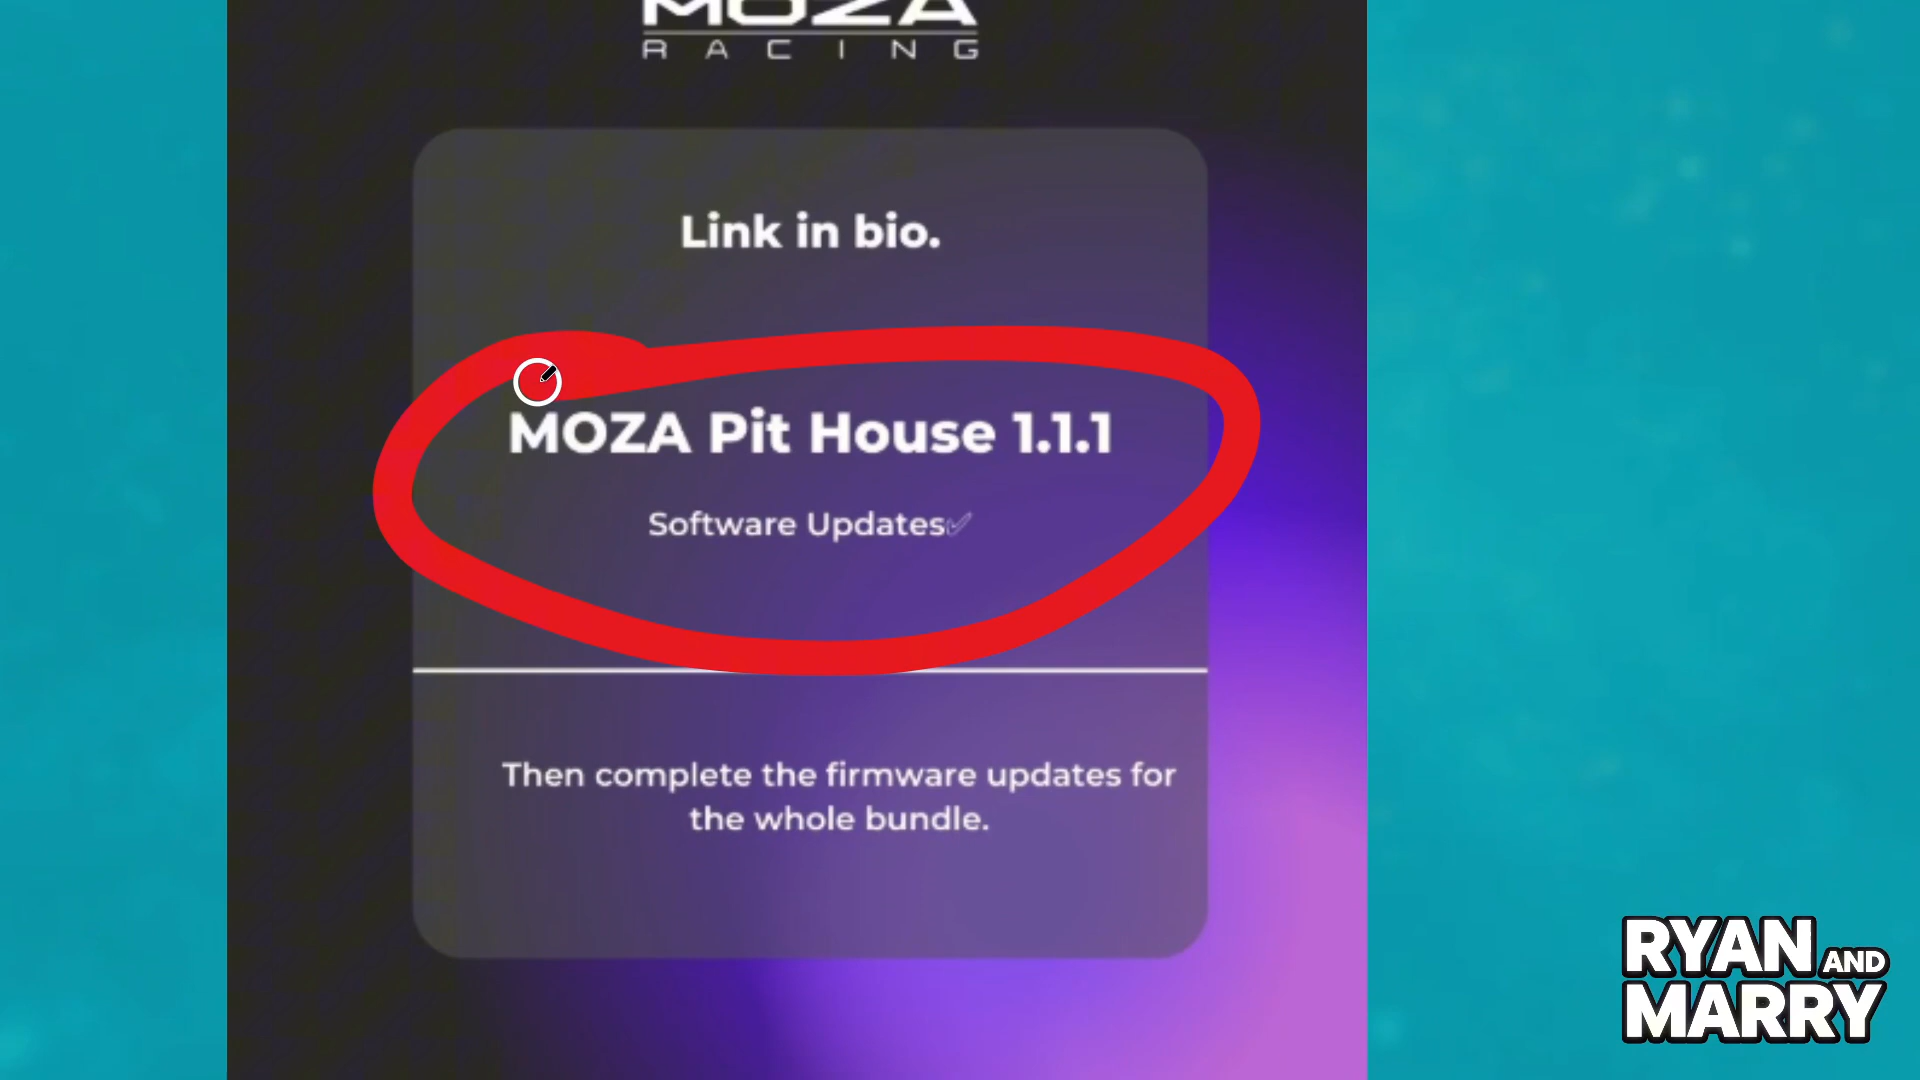 MOZA
RACING
Link in bio.
MOZA Pit House 1.1.1
Software Updates✅
Then complete the firmware updates for
the whole bundle.
RYAN AND
MARRY